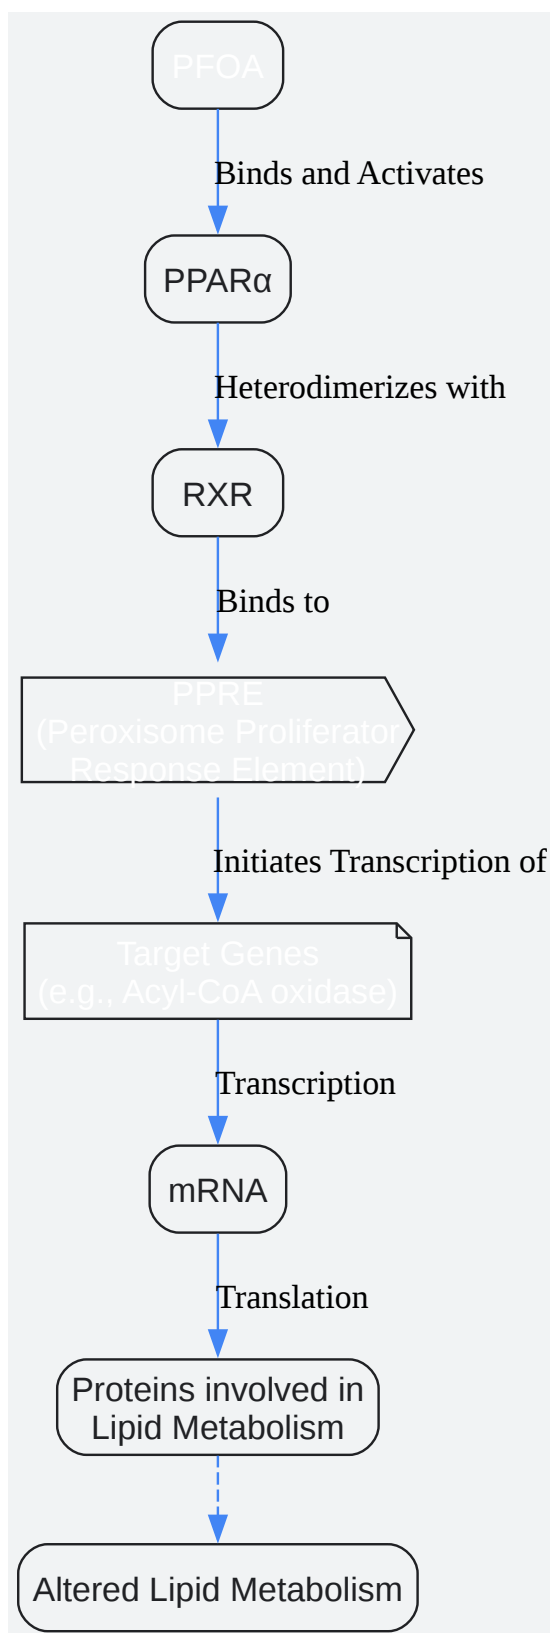 PFOA
Binds and Activates
PPARα
Heterodimerizes with
RXR
Binds to
PPRE
(Peroxisome Proliferator
Response Element)
Initiates Transcription of
Target Genes
(e.g., Acyl-CoA oxidase)
Transcription
mRNA
Translation
Proteins involved in
Lipid Metabolism
Altered Lipid Metabolism